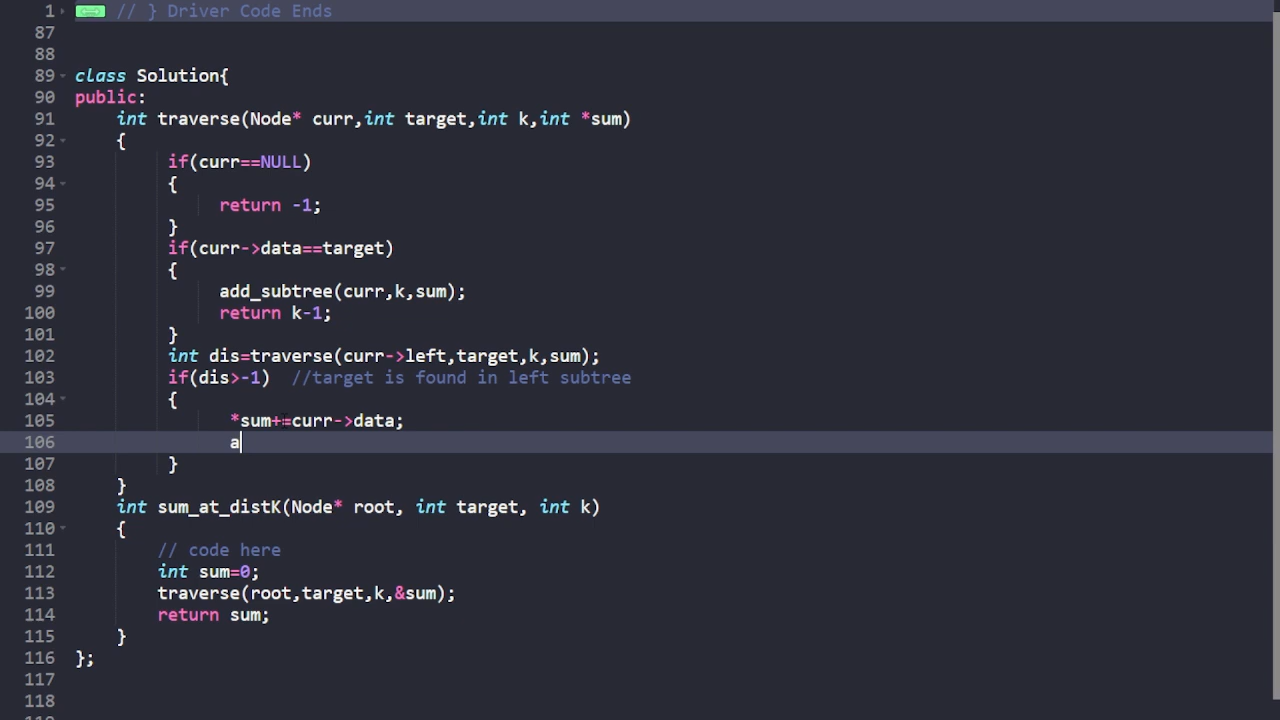 1 // } Driver Code Ends
87
88
89 class Solution{
90 public:
91 int traverse(Node* curr,int target,int k,int *sum)
92 {
93 if(curr==NULL)
94 {
95 return -1;
96 }
97 if(curr->data==target)
98 {
99 add_subtree(curr,k,sum);
100 return k-1;
101 }
102 int dis=traverse(curr->left,target,k,sum);
103 if(dis>-1) //target is found in left subtree
104 {
105 *sum+=curr->data;
106 a
107 }
108 }
109 int sum_at_distK(Node* root, int target, int k)
110 {
111 // code here
112 int sum=0;
113 traverse(root,target,k,&sum);
114 return sum;
115 }
116 };
117
118